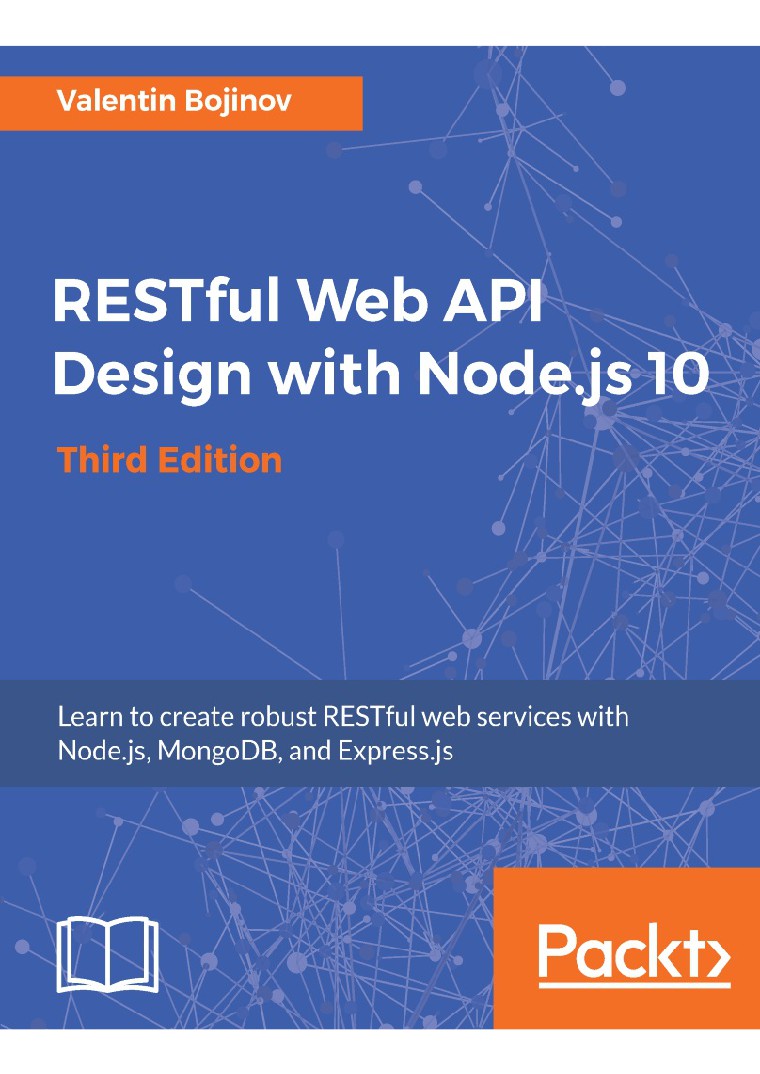 Valentin Bojinov
RESTful Web API
Design with Node.js 10
Third Edition
Learn to create robust RESTful web services with
Node.js, MongoDB, and Express.js
Packt>